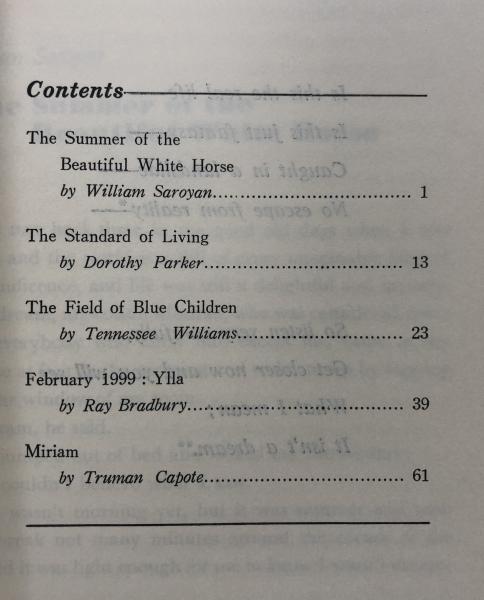 Contents
The Summer of the
Beautiful White Horse
by William Saroyan.................................... 1
The Standard of Living
by Dorothy Parker.................................... 13
The Field of Blue Children
by Tennessee Williams.............................. 23
February 1999 : Ylla
by Ray Bradbury....................................... 39
Miriam
by Truman Capote.................................... 61